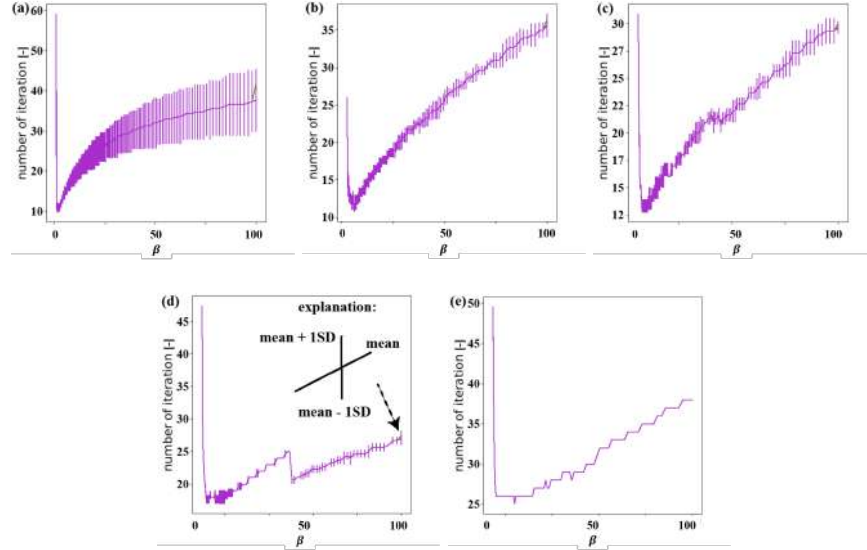 (a)
number of iteration [-]
60
50
40
30
20
10
0
50
100
β
(b)
number of iteration [-]
35
30
25
20
15
10
0
50
100
β
(c)
number of iteration [-]
30
27
25
22
20
17
15
12
0
50
100
β
(d)
number of iteration [-]
45
40
35
30
25
20
0
50
100
β
explanation:
mean + 1SD
mean
mean - 1SD
(e)
number of iteration [-]
50
45
40
35
30
25
0
50
100
β